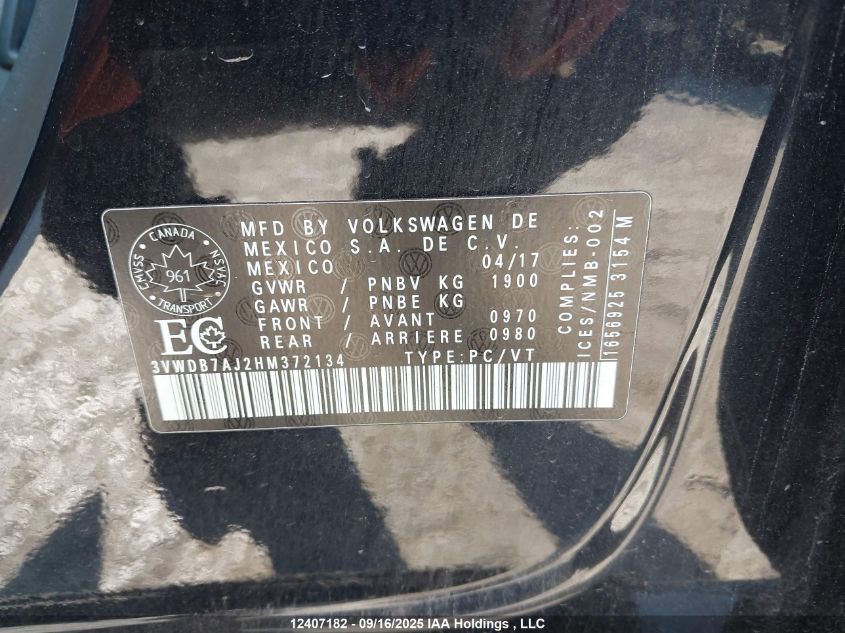 CANADA
CMVSS
NSVAC
961
TRANSPORT
MFD BY VOLKSWAGEN DE
MEXICO S.A. DE C.V.
MEXICO 04/17
GVWR / PNBV KG 1900
GAWR / PNBE KG
FRONT / AVANT 0970
REAR / ARRIERE 0980
EC
3VWDB7AJ2HM372134 TYPE:PC/VT
COMPLIES:
ICES/NMB-002
1656925 3154 M
12407182 - 09/16/2025 IAA Holdings , LLC